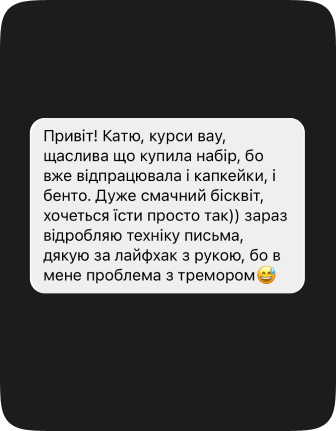 Привіт! Катю, курси вау,
щаслива що купила набір, бо
вже відпрацювала і капкейки, і
бенто. Дуже смачний бісквіт,
хочеться їсти просто так)) зараз
відробляю техніку письма,
дякую за лайфхак з рукою, бо в
мене проблема з тремором😅